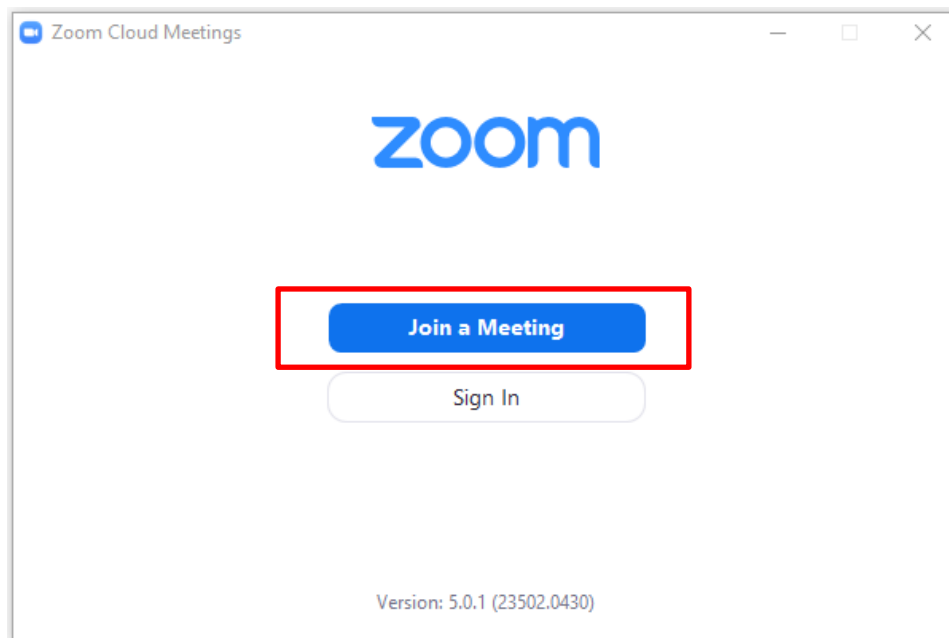 Zoom Cloud Meetings
zoom
Join a Meeting
Sign In
Version: 5.0.1 (23502.0430)